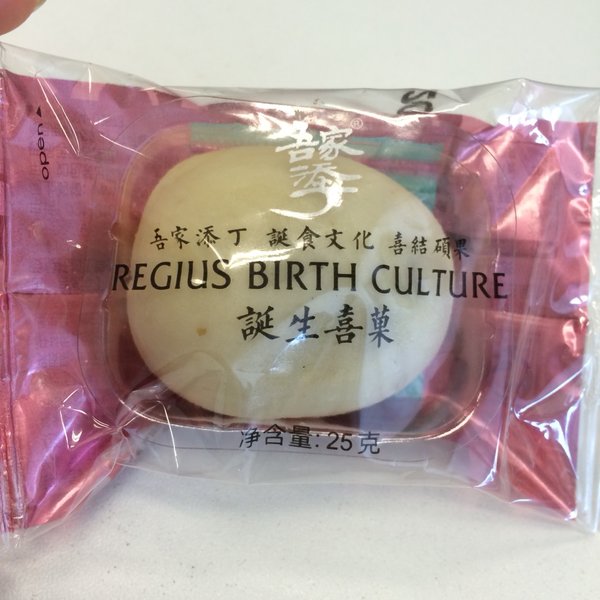 open
吾家®
添丁
吾家添丁 誕食文化 喜結碩果
REGIUS BIRTH CULTURE
誕生喜菓
净含量: 25克